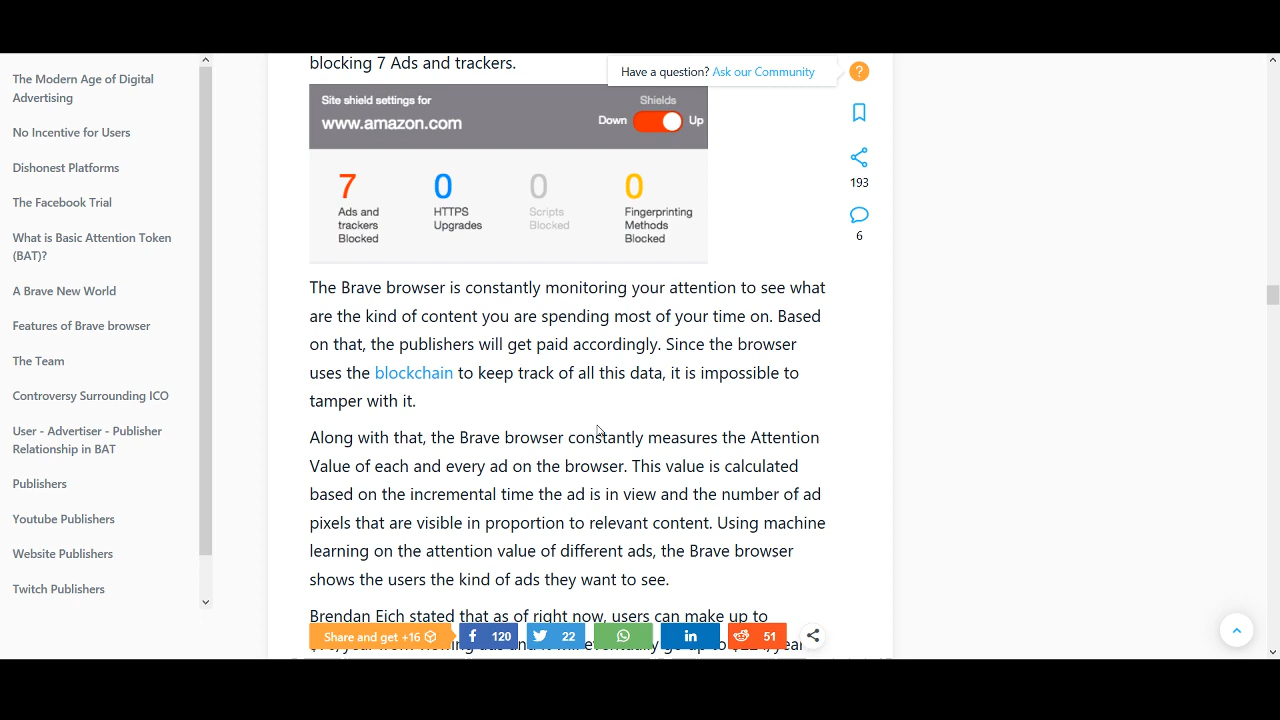 The Modern Age of Digital
Advertising
No Incentive for Users
Dishonest Platforms
The Facebook Trial
What is Basic Attention Token
(BAT)?
A Brave New World
Features of Brave browser
The Team
Controversy Surrounding ICO
User - Advertiser - Publisher
Relationship in BAT
Publishers
Youtube Publishers
Website Publishers
Twitch Publishers
blocking 7 Ads and trackers.
Have a question? Ask our Community
?
Site shield settings for
www.amazon.com
Shields
Down Up
7 0 0 0
Ads and
trackers
Blocked
HTTPS
Upgrades
Scripts
Blocked
Fingerprinting
Methods
Blocked
193
6
The Brave browser is constantly monitoring your attention to see what
are the kind of content you are spending most of your time on. Based
on that, the publishers will get paid accordingly. Since the browser
uses the blockchain to keep track of all this data, it is impossible to
tamper with it.
Along with that, the Brave browser constantly measures the Attention
Value of each and every ad on the browser. This value is calculated
based on the incremental time the ad is in view and the number of ad
pixels that are visible in proportion to relevant content. Using machine
learning on the attention value of different ads, the Brave browser
shows the users the kind of ads they want to see.
Brendan Eich stated that as of right now, users can make up to
Share and get +16 f 120 22 in 51